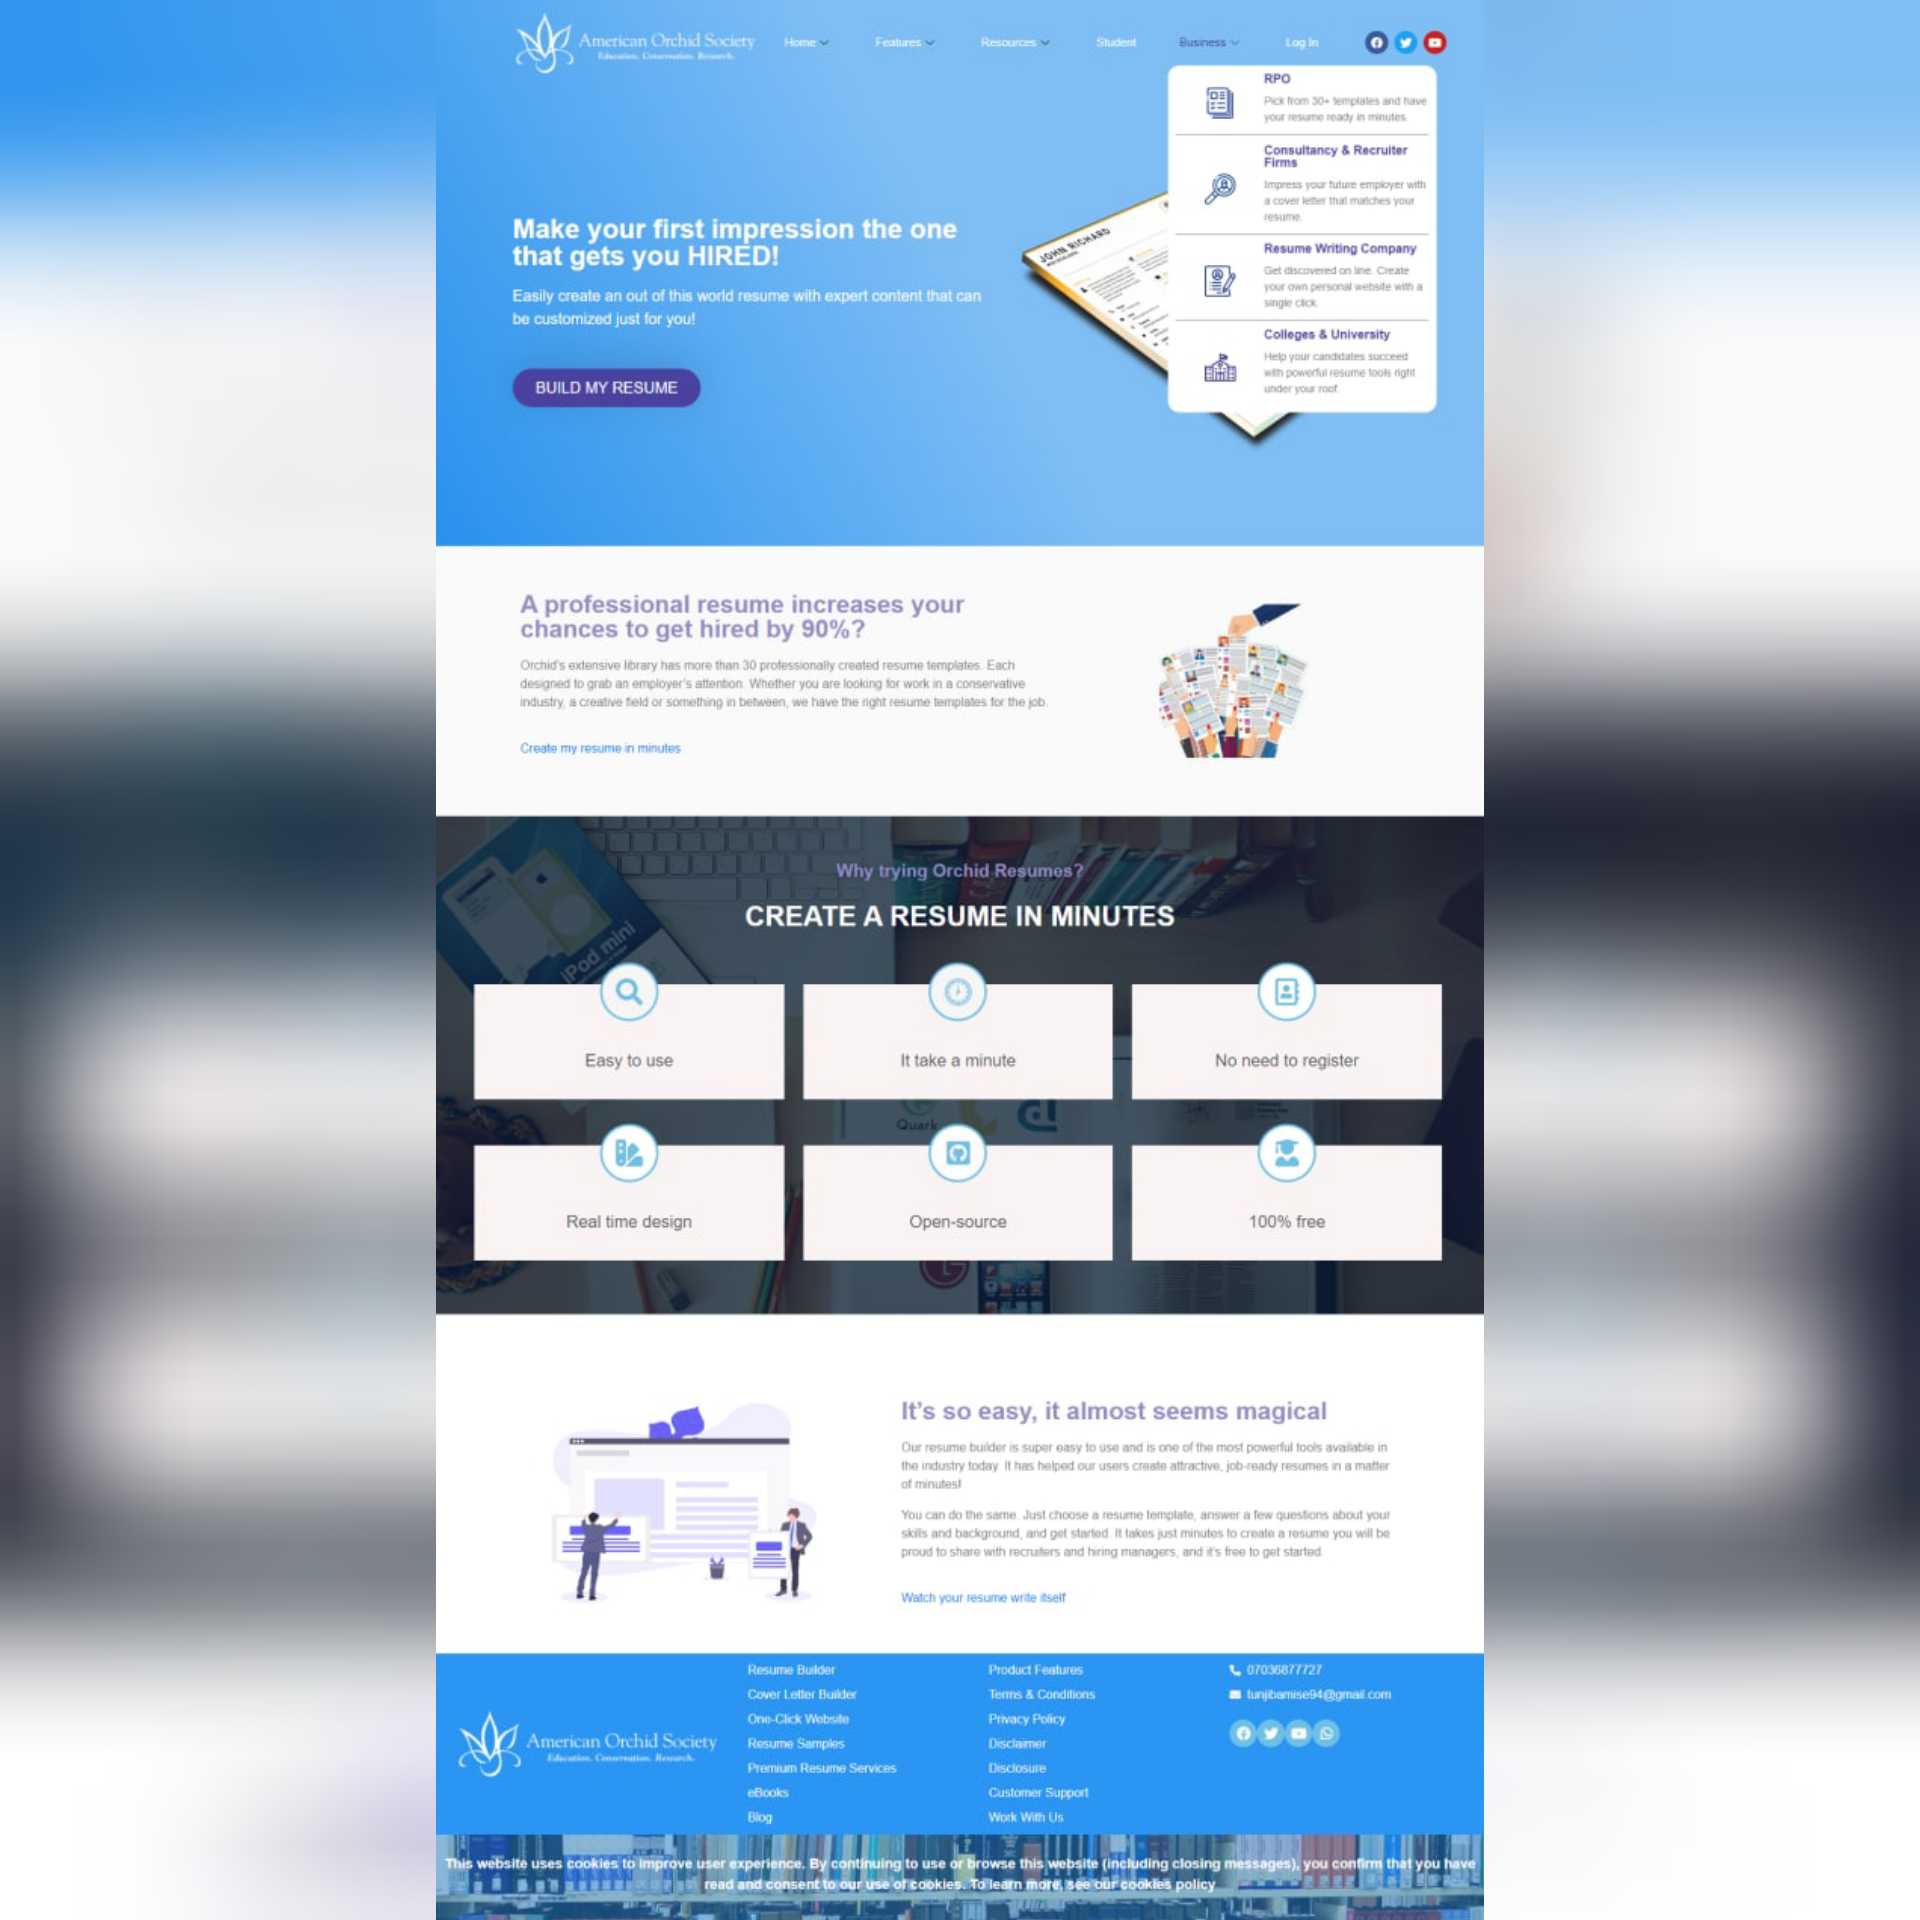 American Orchid Society
Education. Conservation. Research.
Home
Features
Resources
Student
Business
Log In
RPO
Pick from 30+ templates and have
your resume ready in minutes.
Consultancy & Recruiter
Firms
Impress your future employer with
a cover letter that matches your
resume.
Resume Writing Company
Get discovered on line. Create
your own personal website with a
single click.
Colleges & University
Help your candidates succeed
with powerful resume tools right
under your roof.
Make your first impression the one
that gets you HIRED!
Easily create an out of this world resume with expert content that can
be customized just for you!
BUILD MY RESUME
JOHN RICHARD
A professional resume increases your
chances to get hired by 90%?
Orchid's extensive library has more than 30 professionally created resume templates. Each
designed to grab an employer's attention. Whether you are looking for work in a conservative
industry, a creative field or something in between, we have the right resume templates for the job.
Create my resume in minutes
Why trying Orchid Resumes?
CREATE A RESUME IN MINUTES
iPod mini
Easy to use
It take a minute
No need to register
Quark
Real time design
Open-source
100% free
It's so easy, it almost seems magical
Our resume builder is super easy to use and is one of the most powerful tools available in
the industry today. It has helped our users create attractive, job-ready resumes in a matter
of minutes!
You can do the same. Just choose a resume template, answer a few questions about your
skills and background, and get started. It takes just minutes to create a resume you will be
proud to share with recruiters and hiring managers, and it's free to get started.
Watch your resume write itself
American Orchid Society
Education. Conservation. Research.
Resume Builder
Cover Letter Builder
One-Click Website
Resume Samples
Premium Resume Services
eBooks
Blog
Product Features
Terms & Conditions
Privacy Policy
Disclaimer
Disclosure
Customer Support
Work With Us
07036877727
tunjibamise94@gmail.com
This website uses cookies to improve user experience. By continuing to use or browse this website (including closing messages), you confirm that you have
read and consent to our use of cookies. To learn more, see our cookies policy